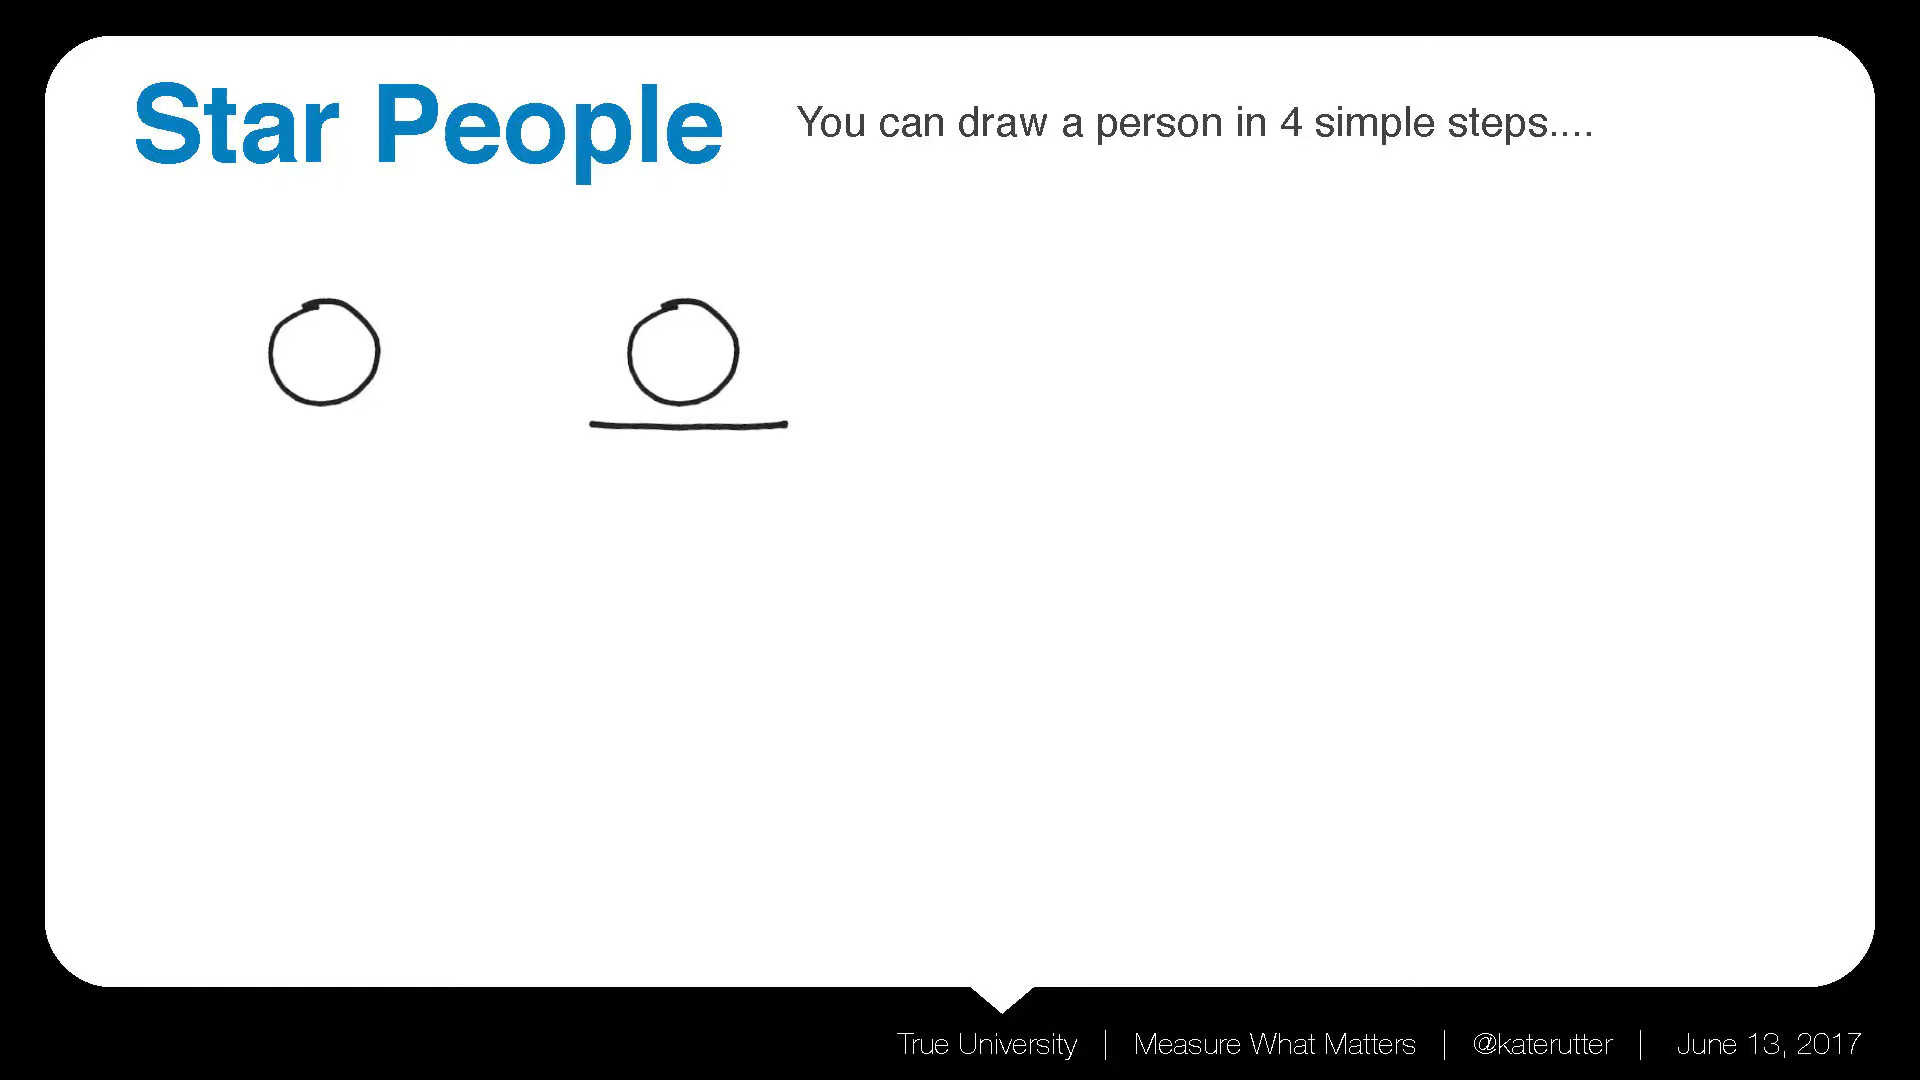 Star People
You can draw a person in 4 simple steps....
True University | Measure What Matters | @katerutter | June 13, 2017